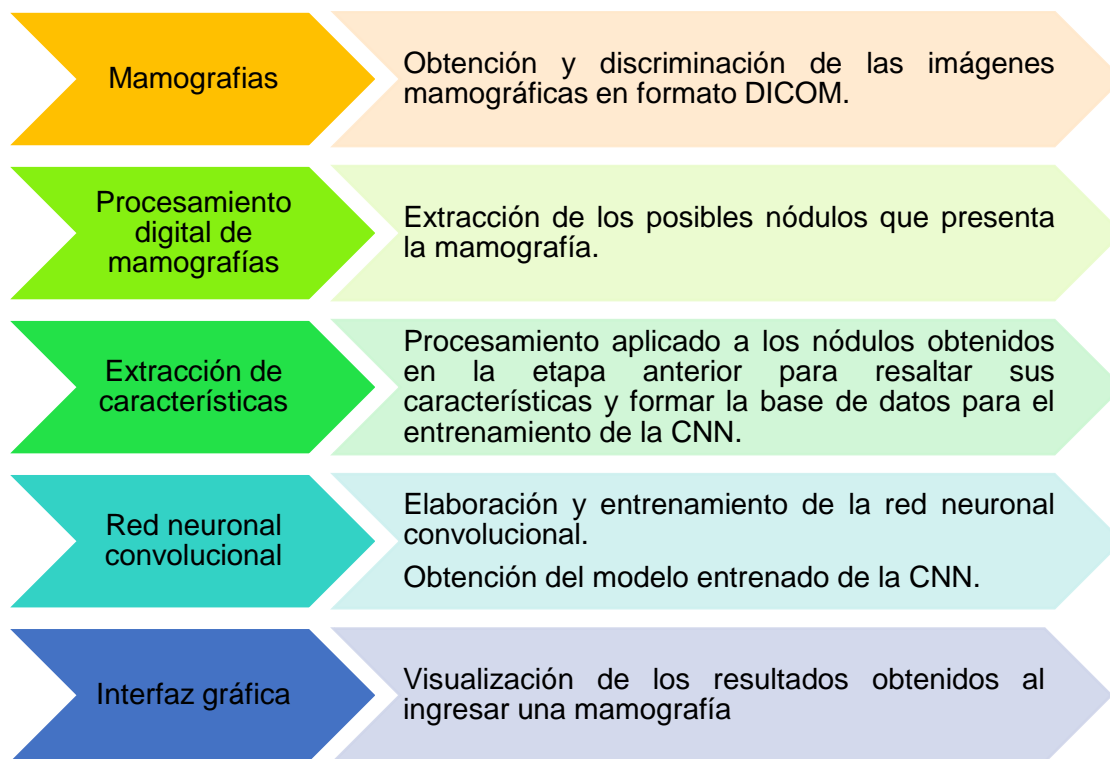 Mamografias
Obtención y discriminación de las imágenes
mamográficas en formato DICOM.
Procesamiento
digital de
mamografías
Extracción de los posibles nódulos que presenta
la mamografía.
Extracción de
características
Procesamiento aplicado a los nódulos obtenidos
en la etapa anterior para resaltar sus
características y formar la base de datos para el
entrenamiento de la CNN.
Red neuronal
convolucional
Elaboración y entrenamiento de la red neuronal
convolucional.
Obtención del modelo entrenado de la CNN.
Interfaz gráfica
Visualización de los resultados obtenidos al
ingresar una mamografía